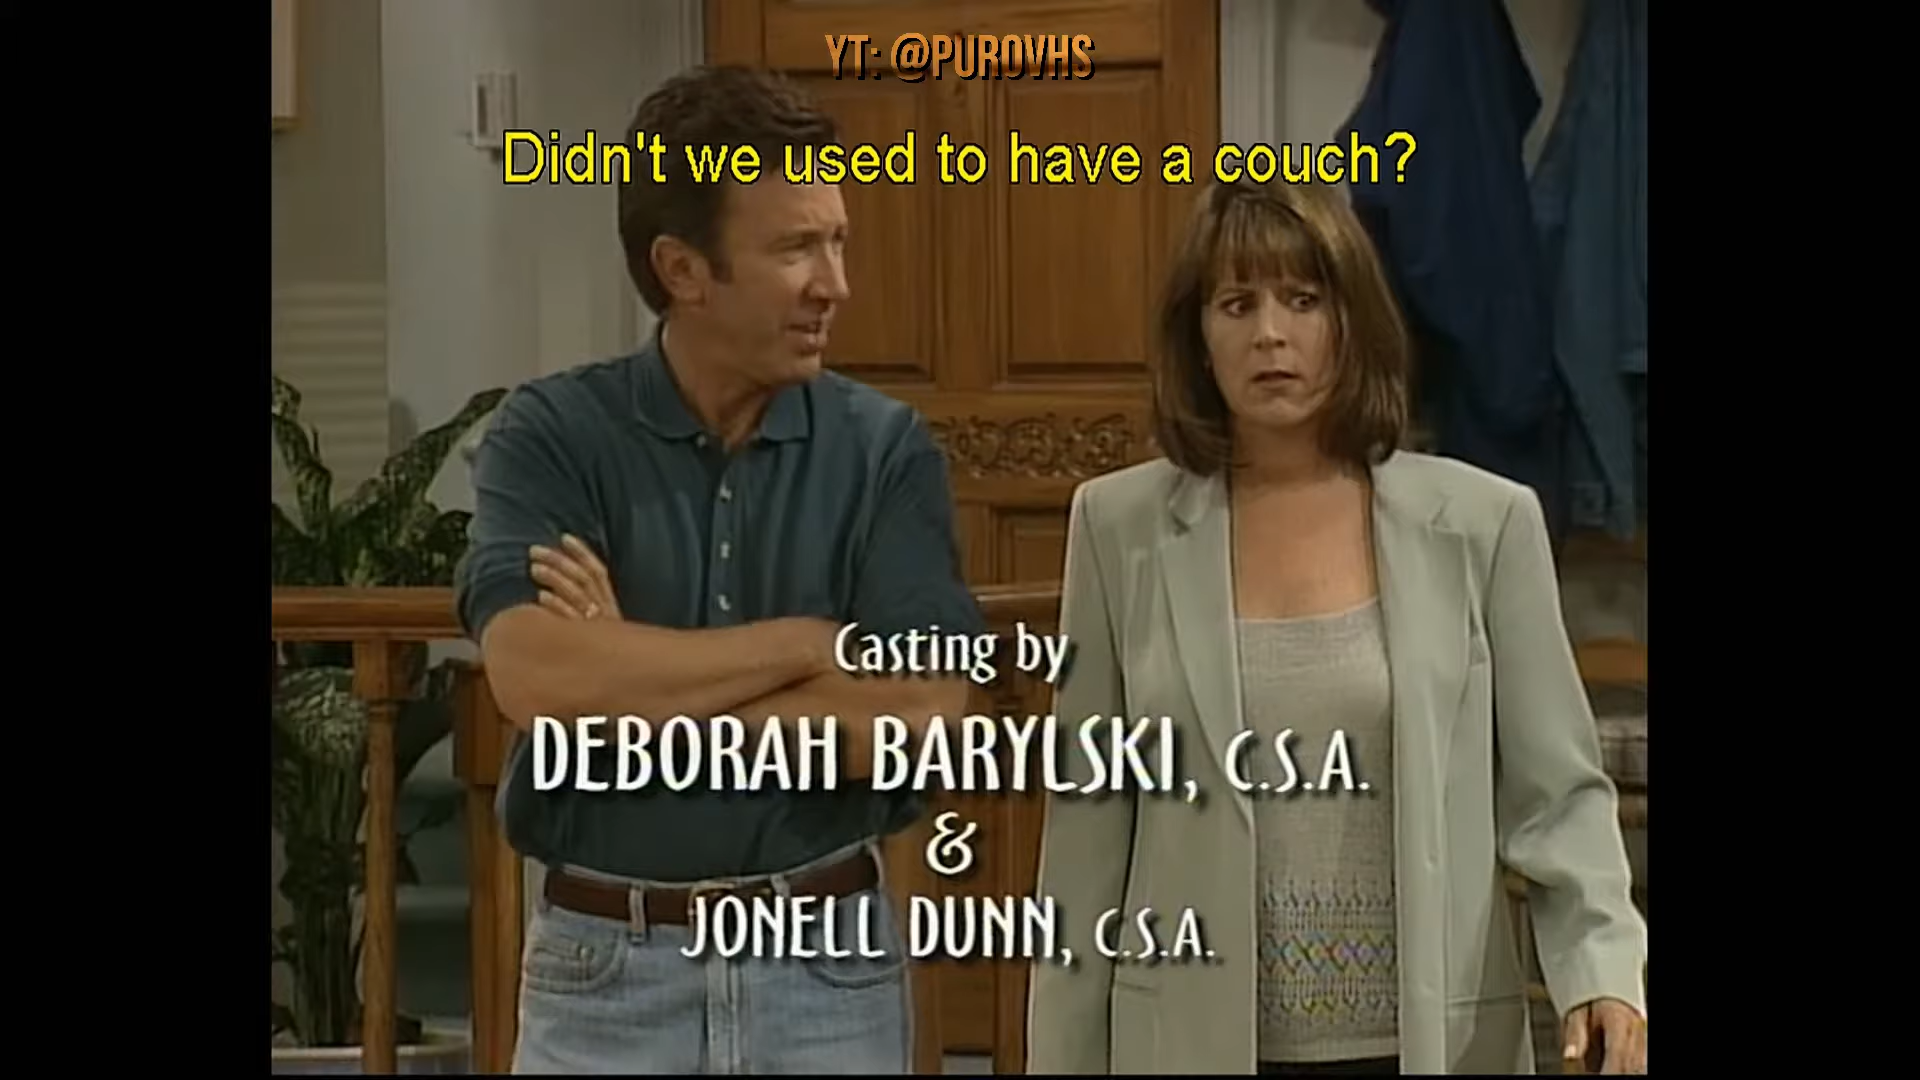 YT: @PUROVHS
Didn't we used to have a couch?
Casting by
DEBORAH BARYLSKI, C.S.A.
&
JONELL DUNN, C.S.A.